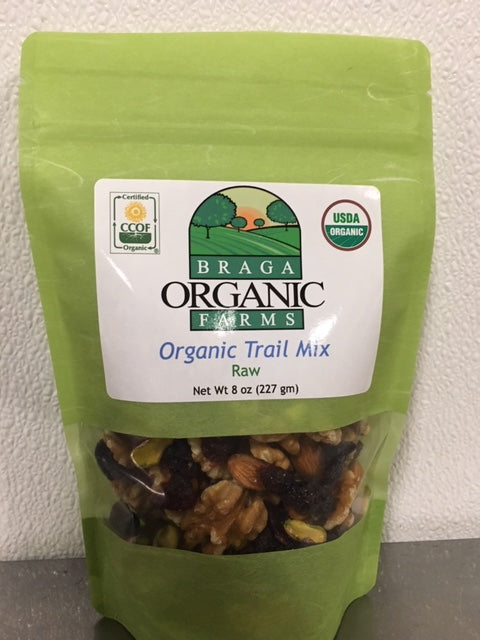 Certified
CCOF
Organic
USDA
ORGANIC
BRAGA
ORGANIC
FARMS
Organic Trail Mix
Raw
Net Wt 8 oz (227 gm)